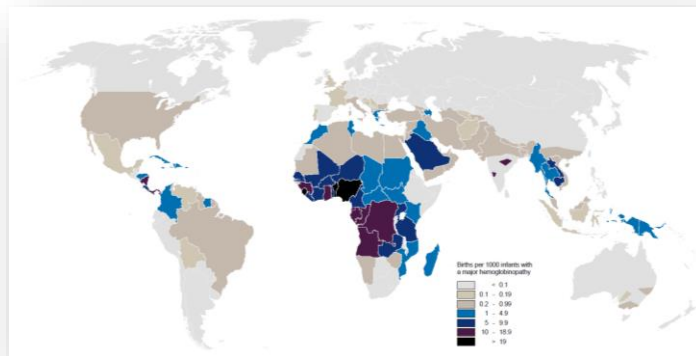 Births per 1000 infants with
a major hemoglobinopathy
< 0.1
0.1 - 0.19
0.2 - 0.99
1 - 4.9
5 - 9.9
10 - 18.9
> 19